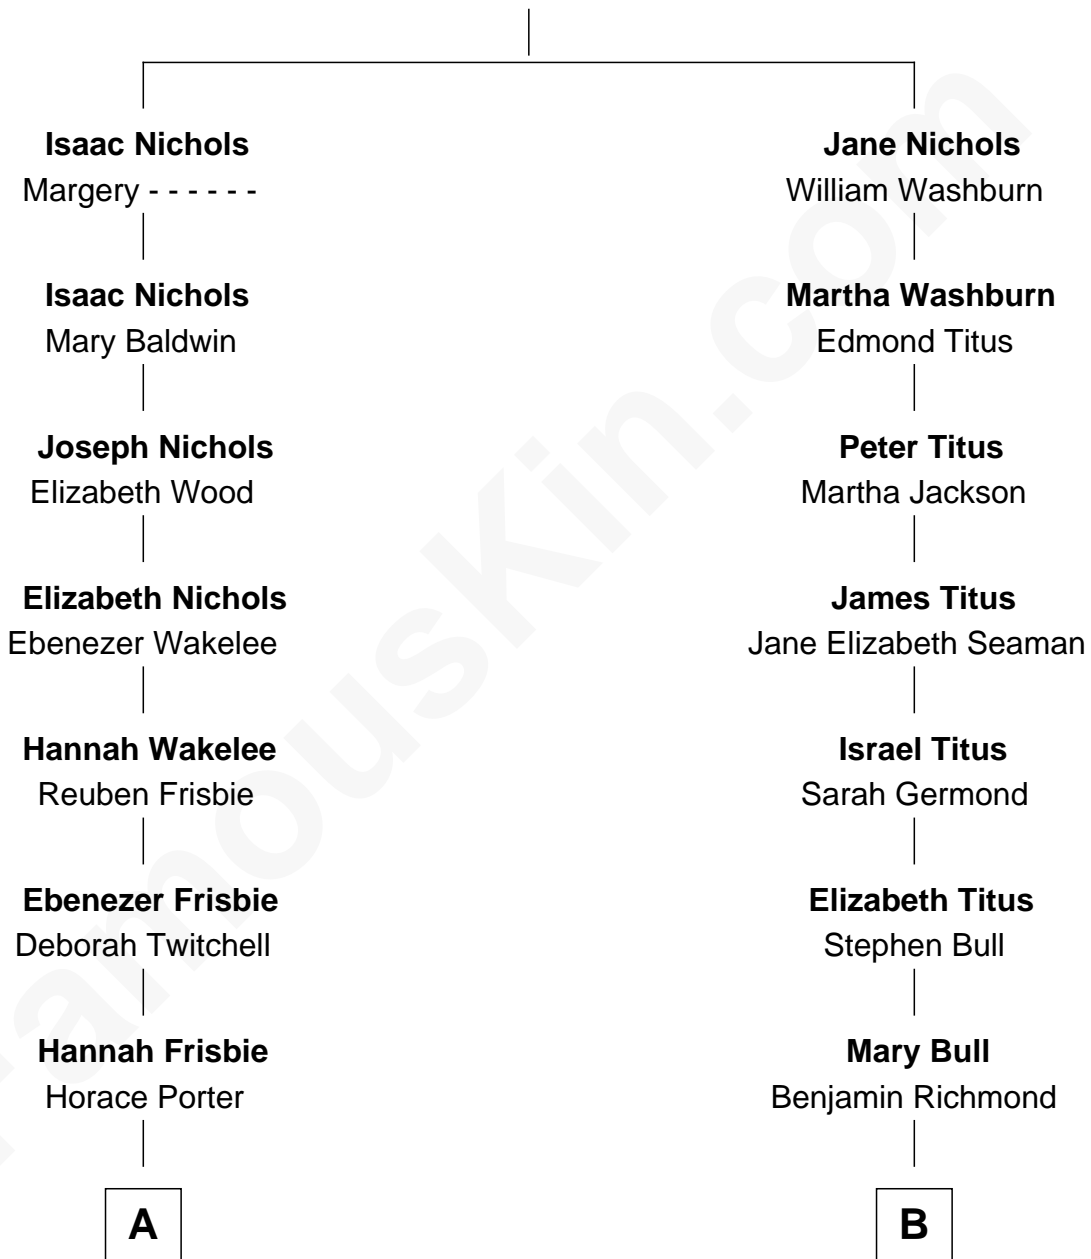 Isaac Nichols
Margery - - - - - -
Isaac Nichols
Mary Baldwin
Joseph Nichols
Elizabeth Wood
Elizabeth Nichols
Ebenezer Wakelee
Hannah Wakelee
Reuben Frisbie
Ebenezer Frisbie
Deborah Twitchell
Hannah Frisbie
Horace Porter
A
Jane Nichols
William Washburn
Martha Washburn
Edmond Titus
Peter Titus
Martha Jackson
James Titus
Jane Elizabeth Seaman
Israel Titus
Sarah Germond
Elizabeth Titus
Stephen Bull
Mary Bull
Benjamin Richmond
B
FamousKin.com